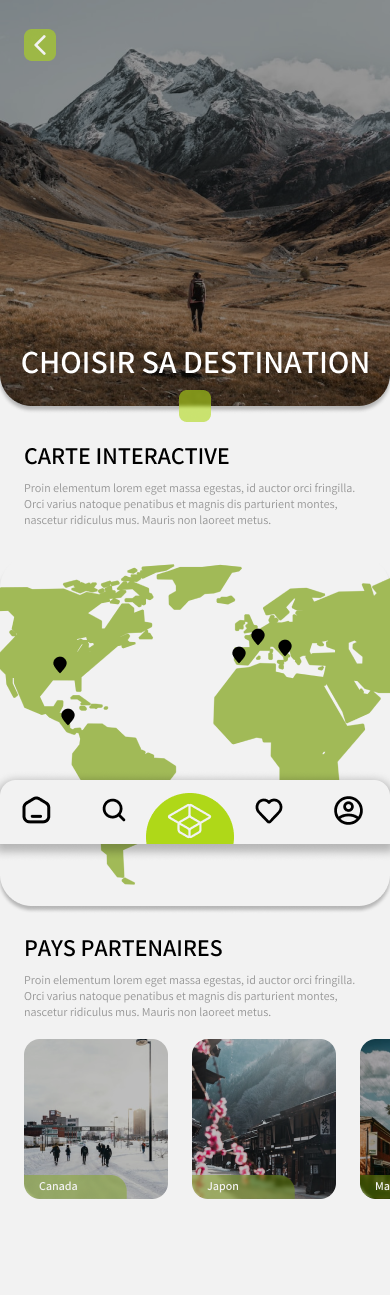 CHOISIR SA DESTINATION
CARTE INTERACTIVE
Proin elementum lorem eget massa egestas, id auctor orci fringilla.
Orci varius natoque penatibus et magnis dis parturient montes,
nascetur ridiculus mus. Mauris non laoreet metus.
PAYS PARTENAIRES
Proin elementum lorem eget massa egestas, id auctor orci fringilla.
Orci varius natoque penatibus et magnis dis parturient montes,
nascetur ridiculus mus. Mauris non laoreet metus.
Canada
Japon
Ma